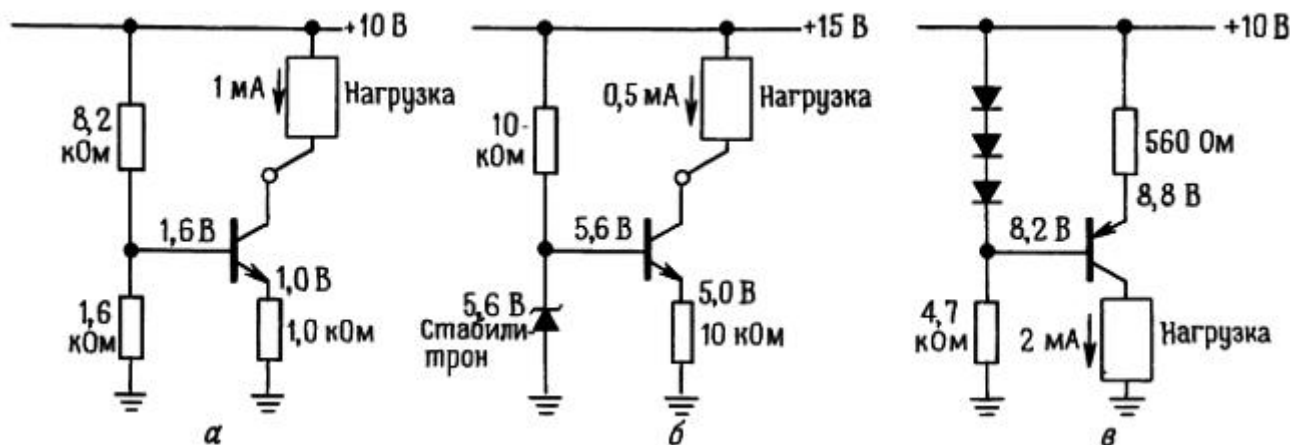 +10 В
8,2
кОм
1 мА
Нагрузка
1,6 В
1,0 В
1,6
кОм
1,0 кОм
а
+15 В
10
кОм
0,5 мА
Нагрузка
5,6 В
5,0 В
5,6 В
Стабили
трон
10 кОм
б
+10 В
560 Ом
8,8 В
8,2 В
4,7
кОм
2 мА
Нагрузка
в